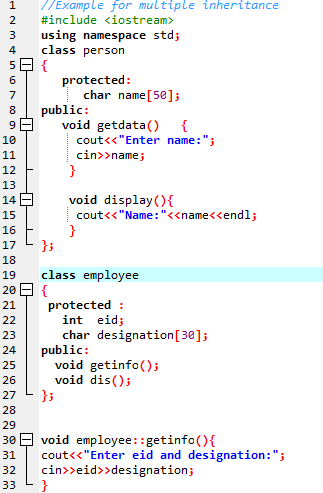 1 //Example for multiple inheritance
2 #include <iostream>
3 using namespace std;
4 class person
5 {
6 protected:
7 char name[50];
8 public:
9 void getdata() {
10 cout<<"Enter name:";
11 cin>>name;
12 }
13
14 void display(){
15 cout<<"Name:"<<name<<endl;
16 }
17 };
18
19 class employee
20 {
21 protected :
22 int eid;
23 char designation[30];
24 public:
25 void getinfo();
26 void dis();
27 };
28
29
30 void employee::getinfo(){
31 cout<<"Enter eid and designation:";
32 cin>>eid>>designation;
33 }